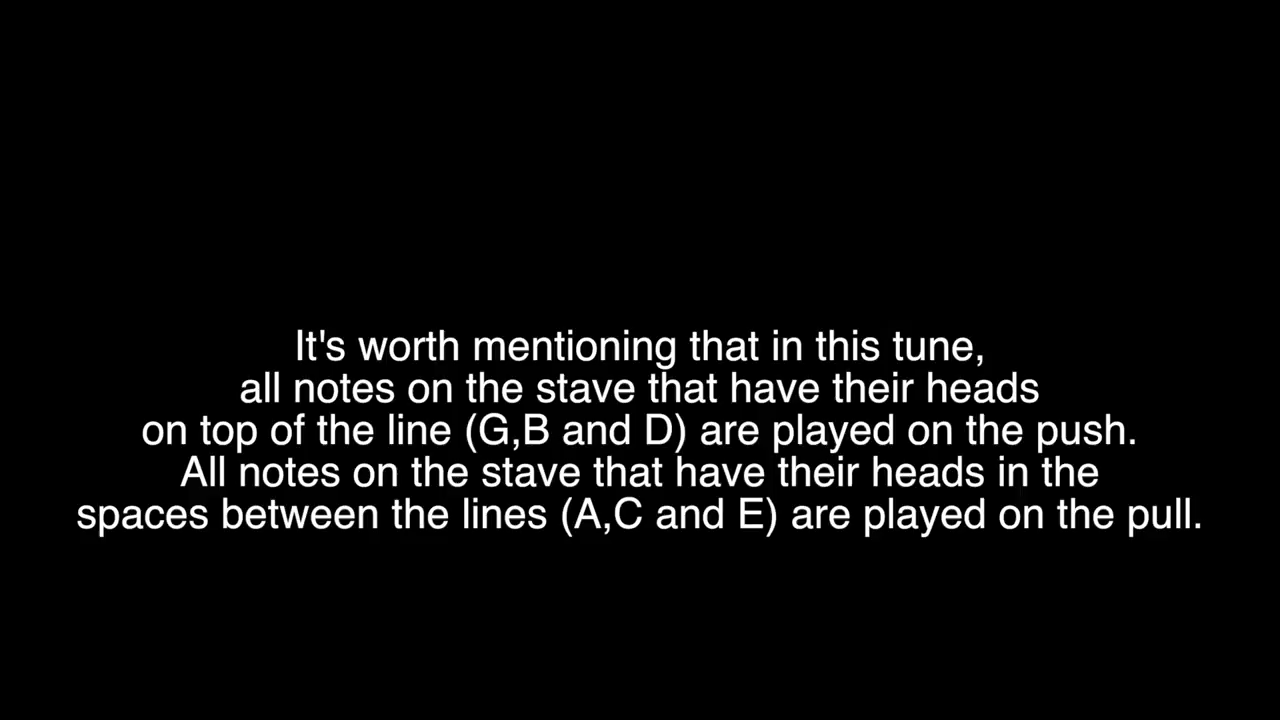 It's worth mentioning that in this tune,
all notes on the stave that have their heads
on top of the line (G,B and D) are played on the push.
All notes on the stave that have their heads in the
spaces between the lines (A,C and E) are played on the pull.